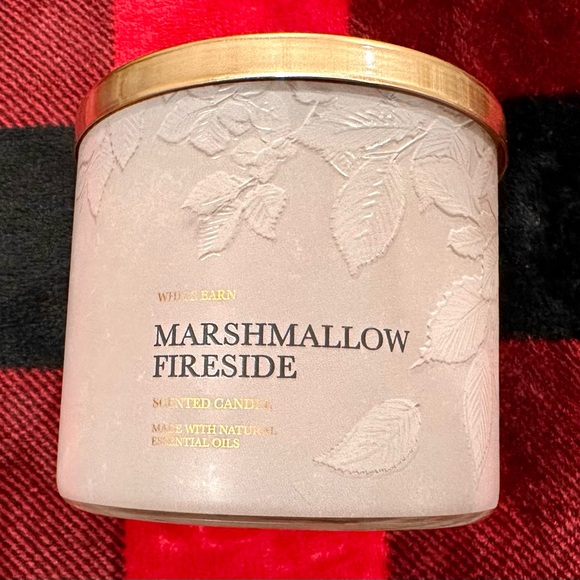 WHITE BARN
MARSHMALLOW
FIRESIDE
SCENTED CANDLE
MADE WITH NATURAL
ESSENTIAL OILS